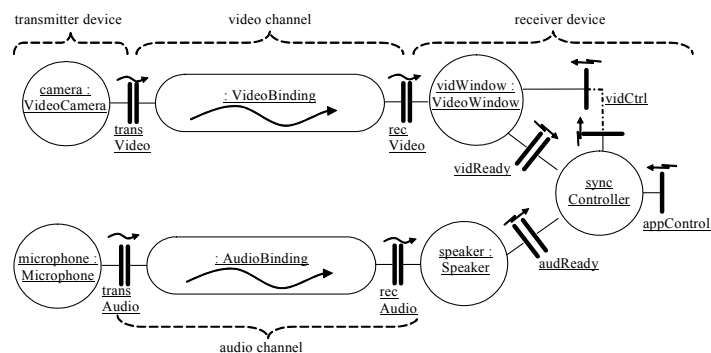 transmitter device
video channel
receiver device
camera :
VideoCamera
: VideoBinding
vidWindow :
VideoWindow
vidCtrl
trans
Video
rec
Video
vidReady
sync
Controller
appControl
microphone :
Microphone
: AudioBinding
speaker :
Speaker
audReady
trans
Audio
rec
Audio
audio channel